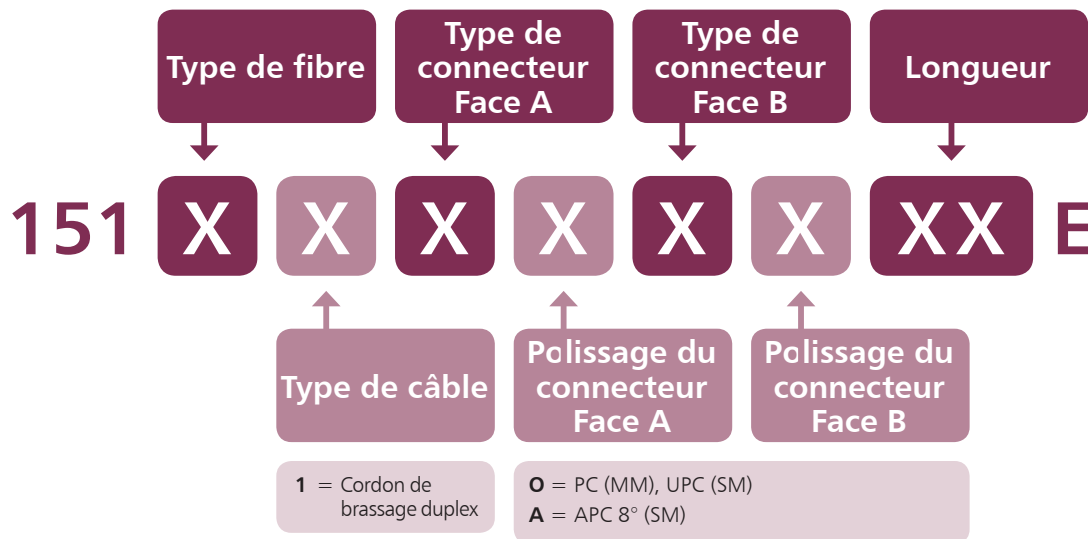 Type de fibre
Type de
connecteur
Face A
Type de
connecteur
Face B
Longueur
151 X X X X X X XX E
Type de câble
Polissage du
connecteur
Face A
Polissage du
connecteur
Face B
1 = Cordon de
brassage duplex
O = PC (MM), UPC (SM)
A = APC 8° (SM)